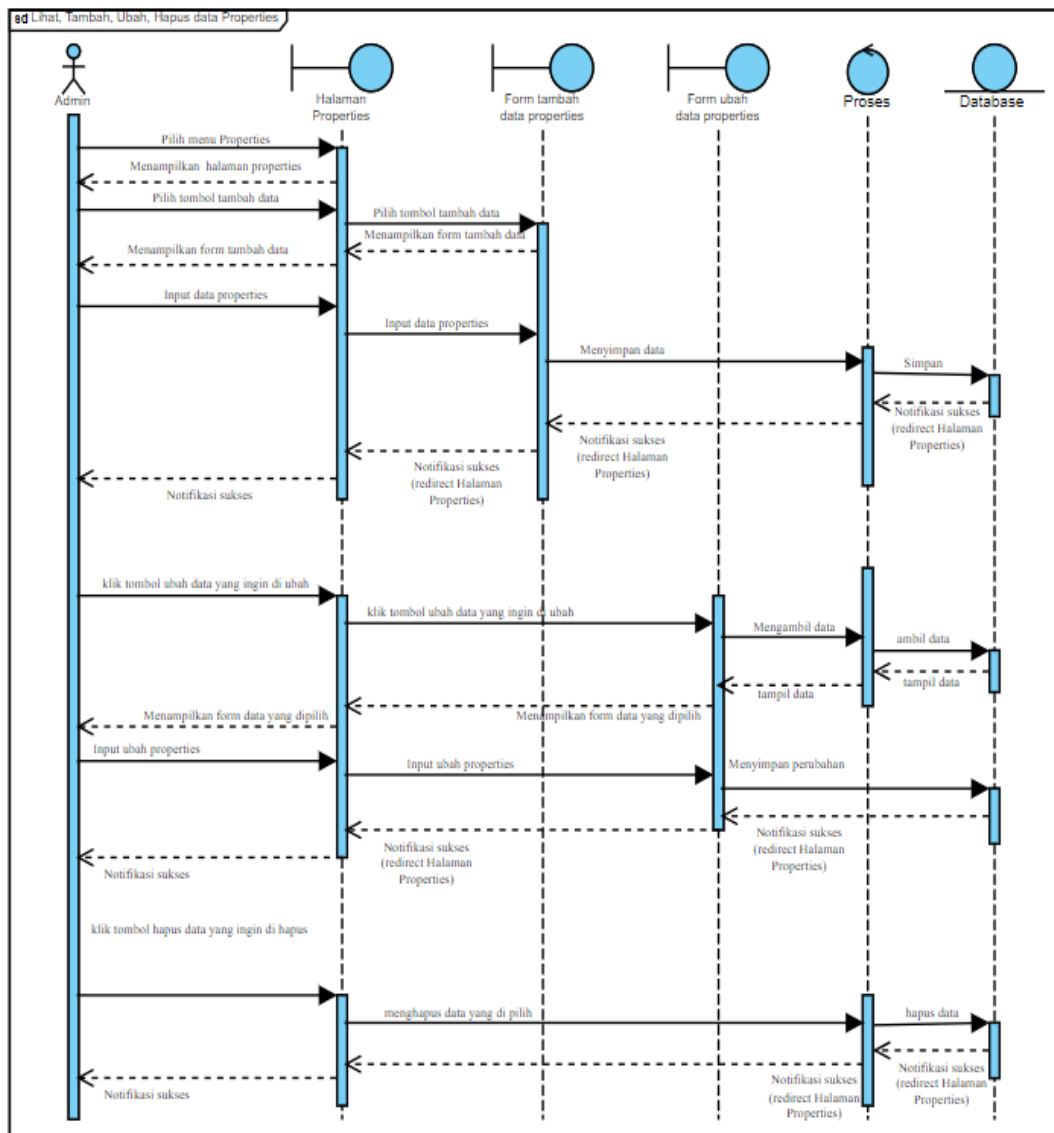 sd Lihat, Tambah, Ubah, Hapus data Properties
Admin
Halaman
Properties
Form tambah
data properties
Form ubah
data properties
Proses
Database
Pilih menu Properties
Menampilkan halaman properties
Pilih tombol tambah data
Pilih tombol tambah data
Menampilkan form tambah data
Menampilkan form tambah data
Input data properties
Input data properties
Menyimpan data
Simpan
Notifikasi sukses
(redirect Halaman
Properties)
Notifikasi sukses
(redirect Halaman
Properties)
Notifikasi sukses
(redirect Halaman
Properties)
Notifikasi sukses
klik tombol ubah data yang ingin di ubah
klik tombol ubah data yang ingin di ubah
Mengambil data
ambil data
tampil data
tampil data
Menampilkan form data yang dipilih
Menampilkan form data yang dipilih
Input ubah properties
Input ubah properties
Menyimpan perubahan
Notifikasi sukses
(redirect Halaman
Properties)
Notifikasi sukses
(redirect Halaman
Properties)
Notifikasi sukses
klik tombol hapus data yang ingin di hapus
menghapus data yang di pilih
hapus data
Notifikasi sukses
(redirect Halaman
Properties)
Notifikasi sukses
(redirect Halaman
Properties)
Notifikasi sukses